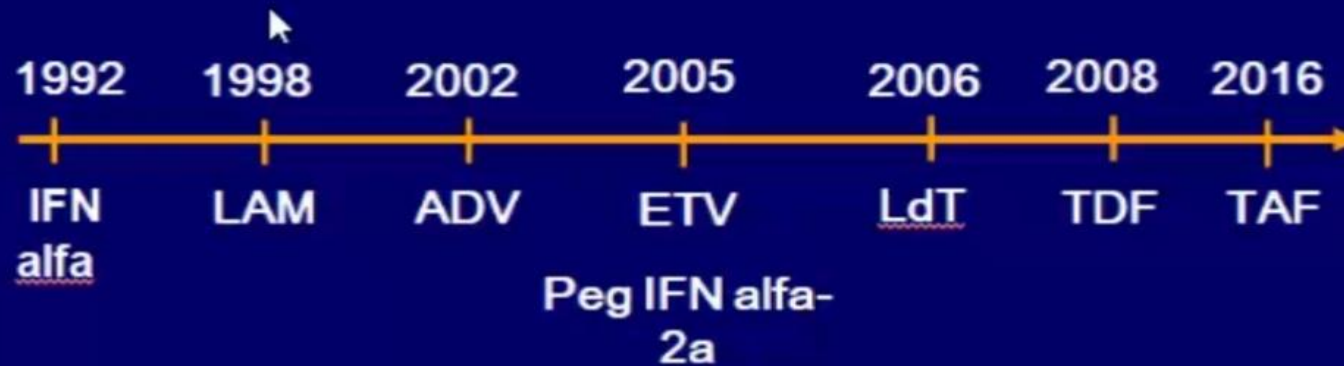 1992 1998 2002 2005 2006 2008 2016
IFN LAM ADV ETV LdT TDF TAF
alfa
Peg IFN alfa-
2a